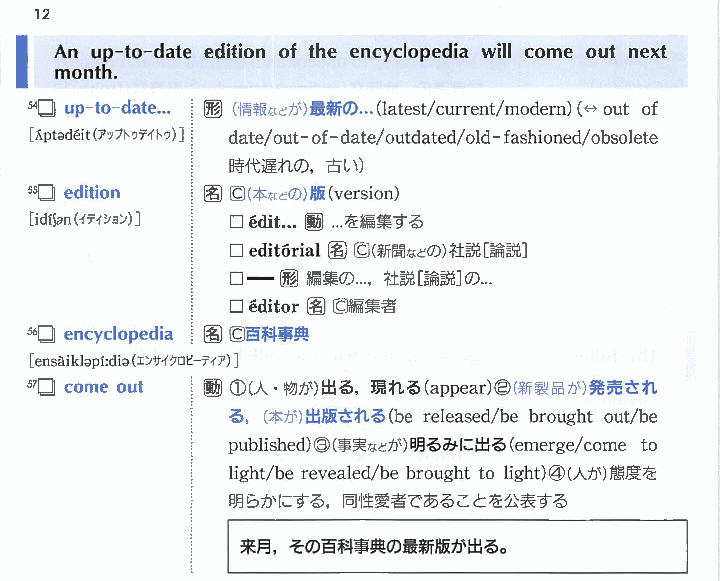 12
An up-to-date edition of the encyclopedia will come out next
month.
54 □ up-to-date... 形 (情報などが)最新の…(latest/current/modern)(↔ out of
[ʌ́ptədéit(アップトゥデイトゥ)] date/out-of-date/outdated/old-fashioned/obsolete
時代遅れの，古い)
55 □ edition 名 Ⓒ(本などの)版(version)
[idíʃən(イディション)] □ édit... 動 …を編集する
□ editórial 名 Ⓒ(新聞などの)社説[論説]
□ ━━ 形 編集の…，社説[論説]の…
□ éditor 名 Ⓒ編集者
56 □ encyclopedia 名 Ⓒ百科事典
[ensàikləpí:diə(エンサイクロピーディア)]
57 □ come out 動 ①(人・物が)出る，現れる(appear)②(新製品が)発売され
る，(本が)出版される(be released/be brought out/be
published)③(事実などが)明るみに出る(emerge/come to
light/be revealed/be brought to light)④(人が)態度を
明らかにする，同性愛者であることを公表する
来月，その百科事典の最新版が出る。